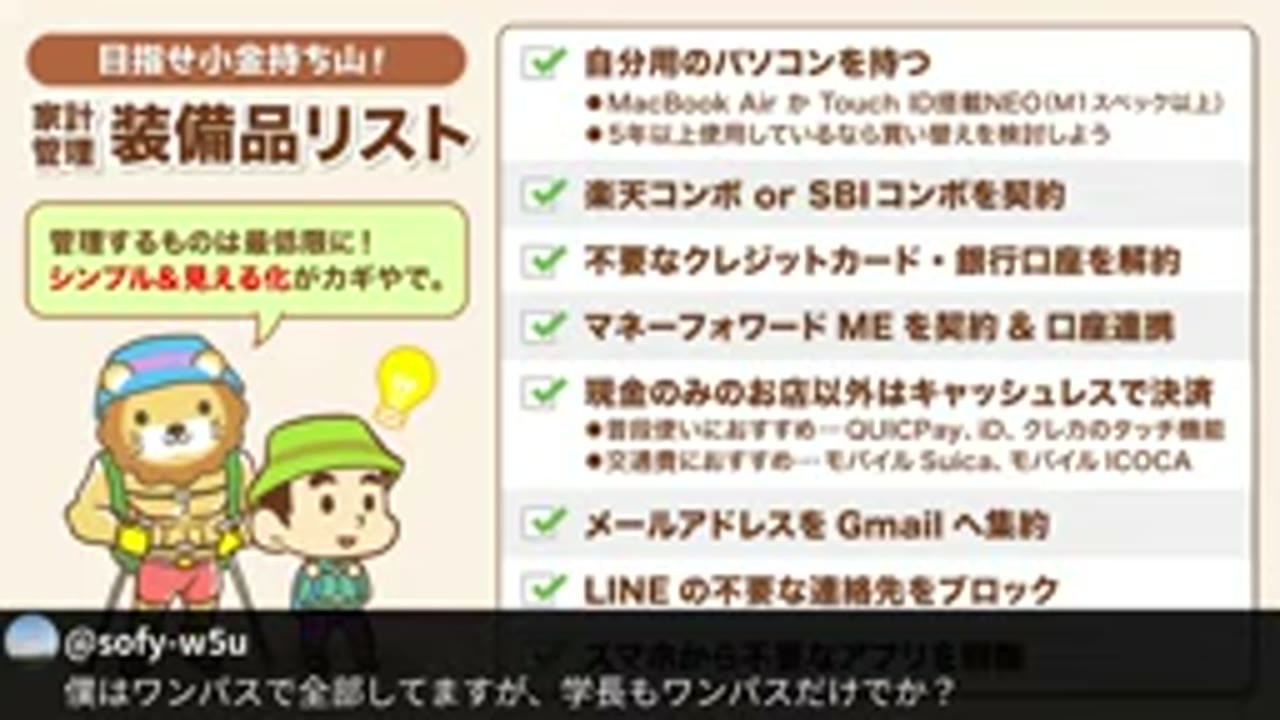 目指せ小金持ち山!
家計
管理
装備品リスト
管理するものは最低限に!
シンプル&見える化がカギやで。
自分用のパソコンを持つ
●MacBook Air か Touch ID搭載NEO(M1スペック以上)
●5年以上使用しているなら買い替えを検討しよう
楽天コンボ or SBIコンボを契約
不要なクレジットカード・銀行口座を解約
マネーフォワード ME を契約 & 口座連携
現金のみのお店以外はキャッシュレスで決済
●普段使いにおすすめ…QUICPay、iD、クレカのタッチ機能
●交通費におすすめ…モバイル Suica、モバイル ICOCA
メールアドレスを Gmail へ集約
LINE の不要な連絡先をブロック
スマホから不要なアプリを
@sofy-w5u
僕はワンパスで全部してますが、学長もワンパスだけでか?